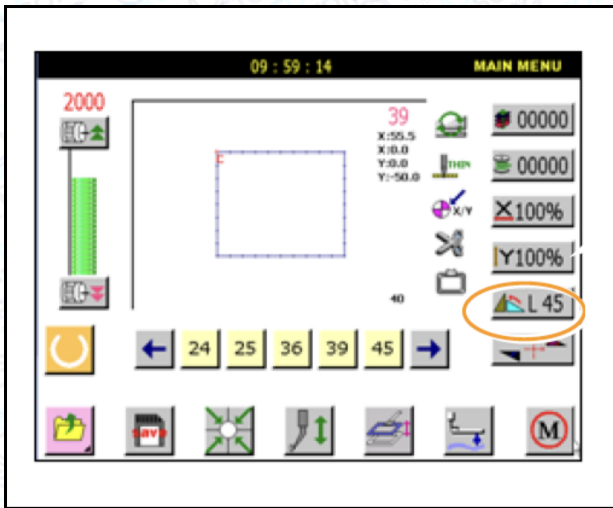 09 : 59 : 14
MAIN MENU
2000
39
X:55.5
X:0.0
Y:0.0
Y:-50.0
THIN
X/Y
40
00000
00000
X100%
Y100%
L 45
24 25 36 39 45
save
M